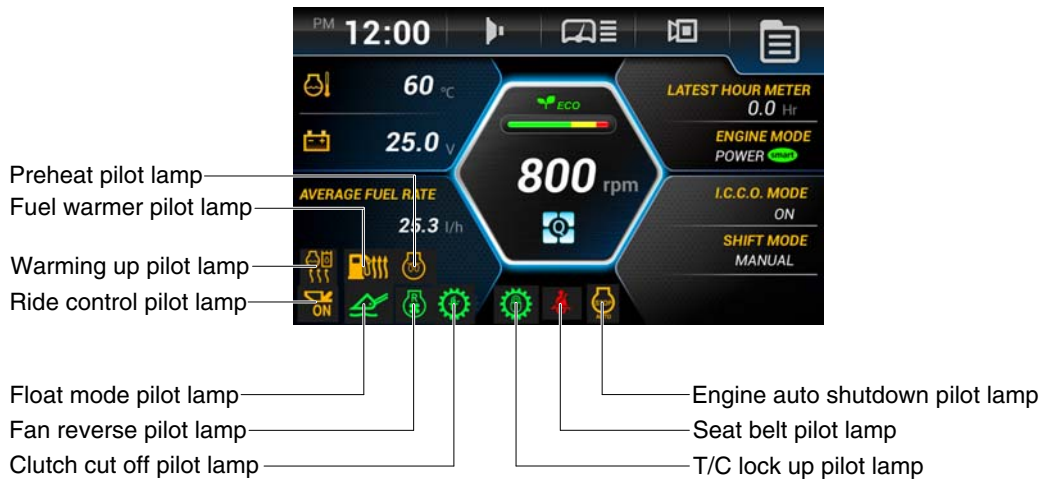 PM 12:00
60 °C
25.0 V
AVERAGE FUEL RATE
25.3 l/h
ECO
800 rpm
Q
LATEST HOUR METER
0.0 Hr
ENGINE MODE
POWER smart
I.C.C.O. MODE
ON
SHIFT MODE
MANUAL
ON
R
STOP
AUTO
Preheat pilot lamp
Fuel warmer pilot lamp
Warming up pilot lamp
Ride control pilot lamp
Float mode pilot lamp
Fan reverse pilot lamp
Clutch cut off pilot lamp
Engine auto shutdown pilot lamp
Seat belt pilot lamp
T/C lock up pilot lamp